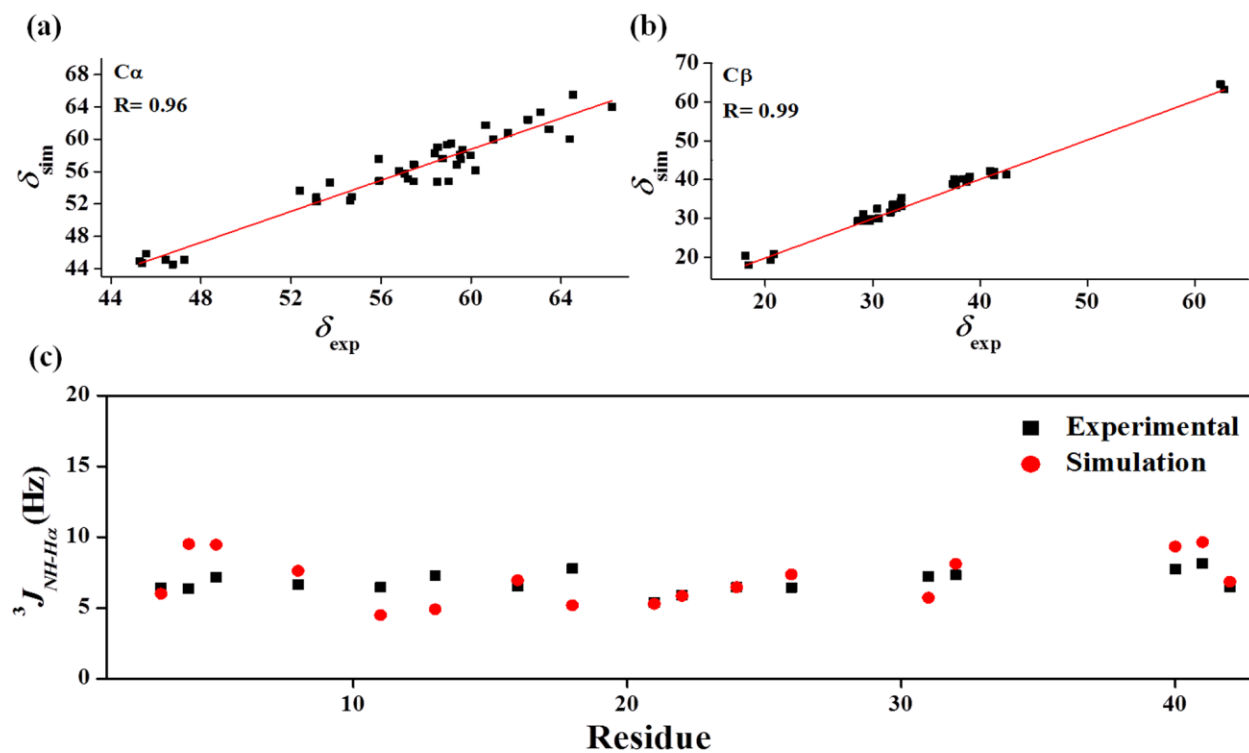 (a)
Cα
R= 0.96
68
64
60
56
52
48
44
δsim
44 48 52 56 60 64
δexp
(b)
Cβ
R= 0.99
70
60
50
40
30
20
δsim
20 30 40 50 60
δexp
(c)
20
15
10
5
0
³J NH-Hα (Hz)
Experimental
Simulation
10 20 30 40
Residue